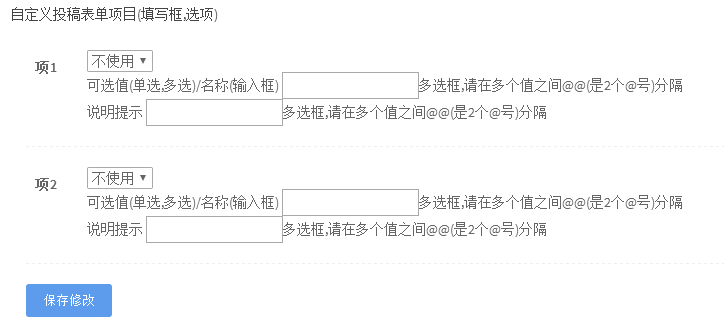 自定义投稿表单项目(填写框,选项)
项1
不使用
可选值(单选,多选)/名称(输入框) 多选框,请在多个值之间@@(是2个@号)分隔
说明提示 多选框,请在多个值之间@@(是2个@号)分隔
项2
不使用
可选值(单选,多选)/名称(输入框) 多选框,请在多个值之间@@(是2个@号)分隔
说明提示 多选框,请在多个值之间@@(是2个@号)分隔
保存修改